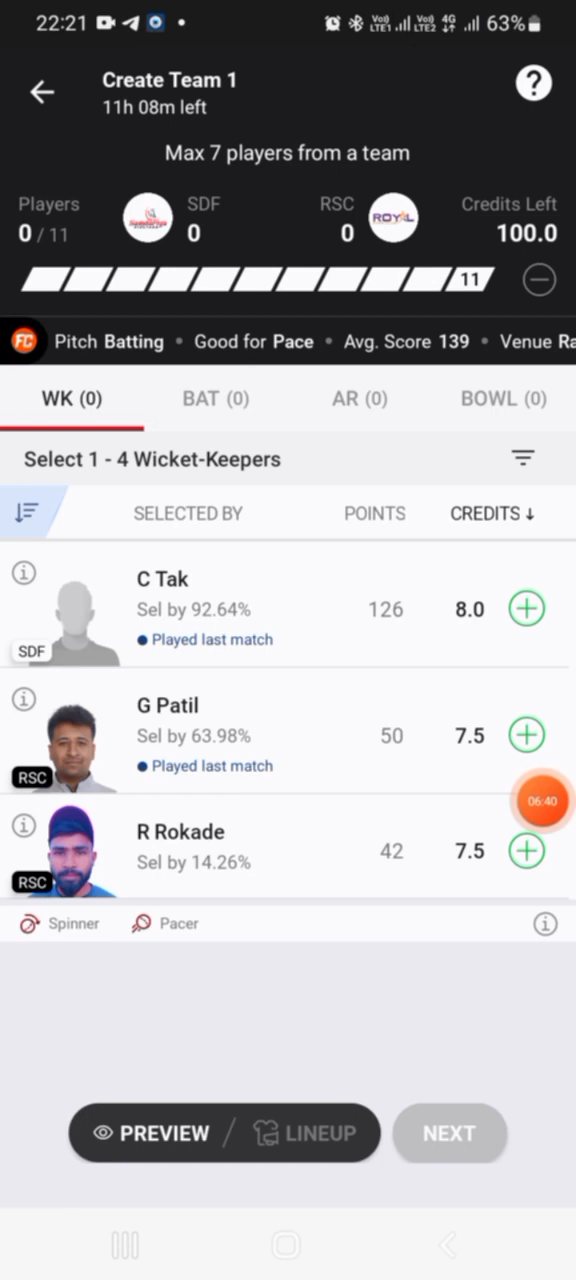 22:21 Vo) LTE1 Vo) LTE2 4G 63%
Create Team 1
11h 08m left
?
Max 7 players from a team
Players SDF RSC Credits Left
0 / 11 0 0 ROYAL 100.0
11
FC Pitch Batting • Good for Pace • Avg. Score 139 • Venue Ra
WK (0) BAT (0) AR (0) BOWL (0)
Select 1 - 4 Wicket-Keepers
SELECTED BY POINTS CREDITS ↓
C Tak
Sel by 92.64% 126 8.0
Played last match
SDF
G Patil
Sel by 63.98% 50 7.5
Played last match
RSC
06:40
R Rokade
Sel by 14.26% 42 7.5
RSC
Spinner Pacer
PREVIEW / LINEUP NEXT